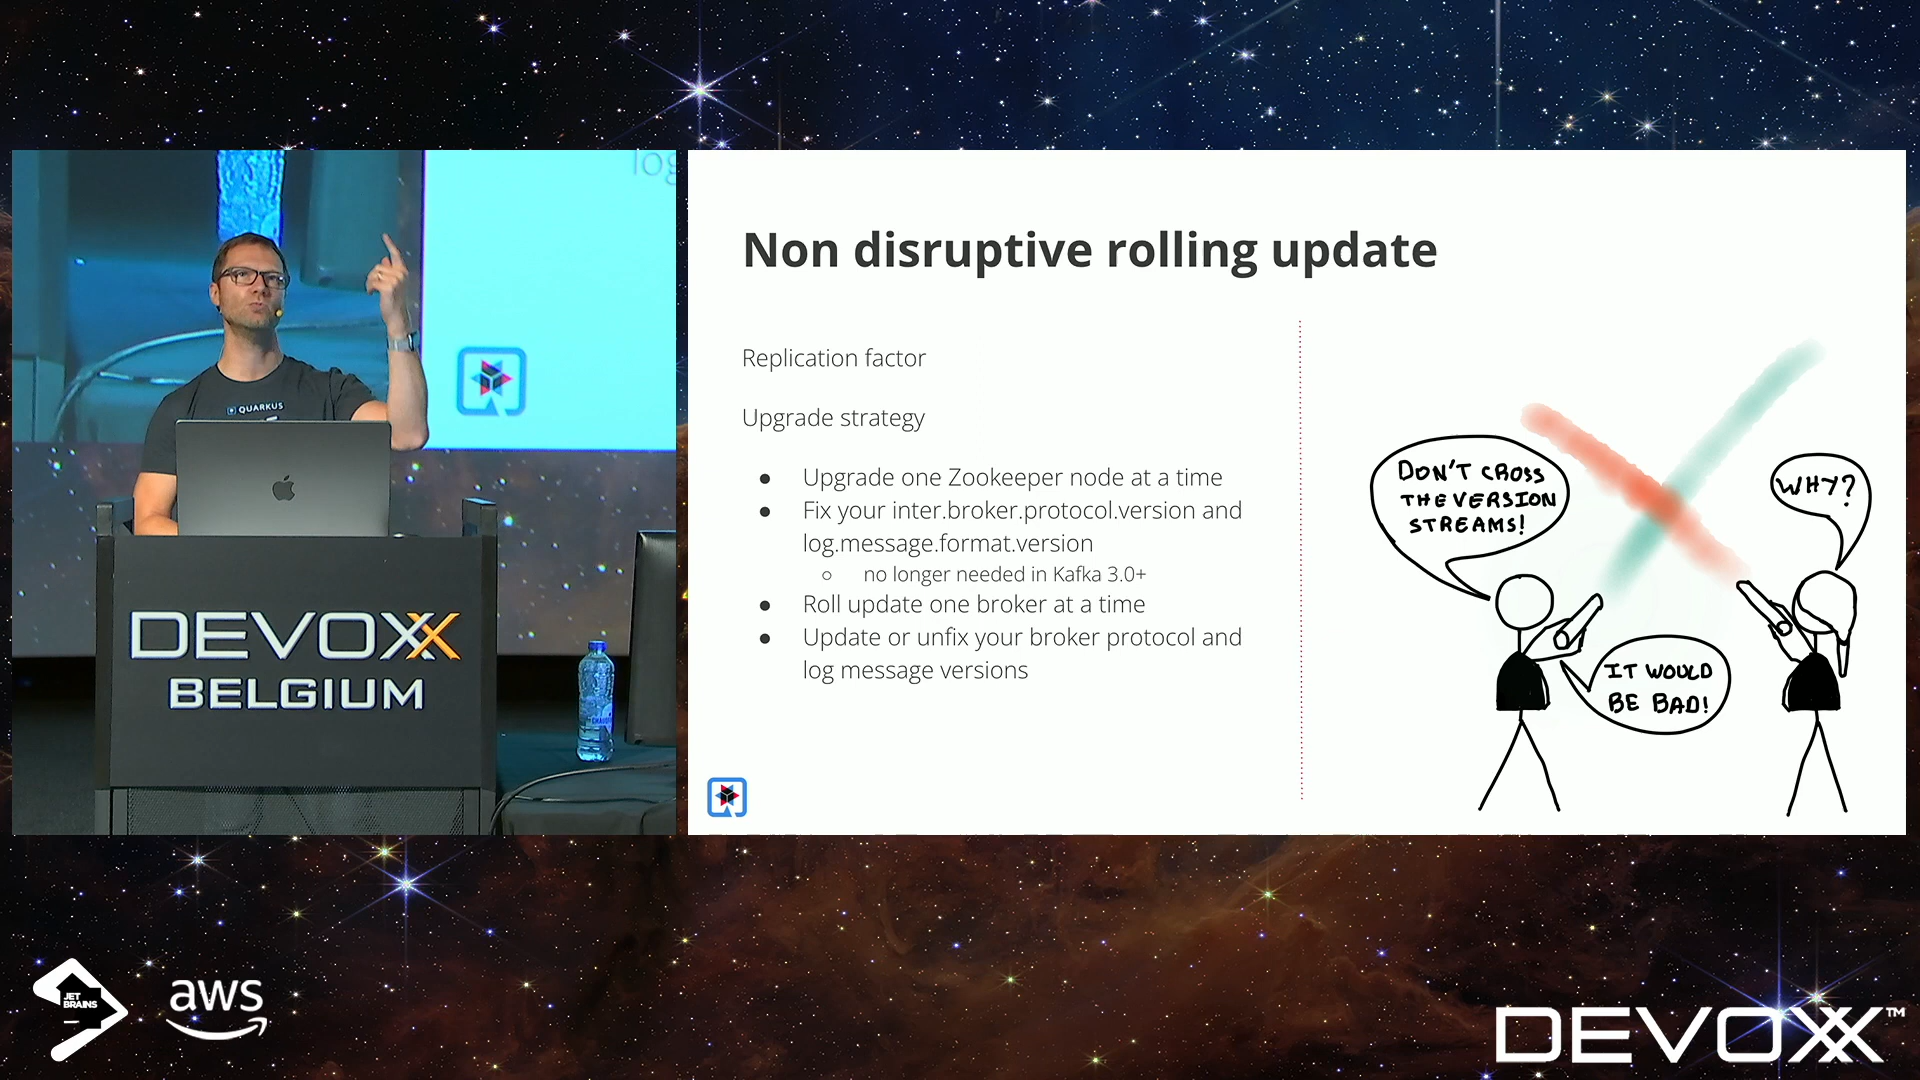 log
QUARKUS
DEVOXX
BELGIUM
Non disruptive rolling update
Replication factor
Upgrade strategy
● Upgrade one Zookeeper node at a time
● Fix your inter.broker.protocol.version and
log.message.format.version
○ no longer needed in Kafka 3.0+
● Roll update one broker at a time
● Update or unfix your broker protocol and
log message versions
DON'T CROSS
THE VERSION
STREAMS!
WHY?
IT WOULD
BE BAD!
JET
BRAINS
aws
DEVOXX™